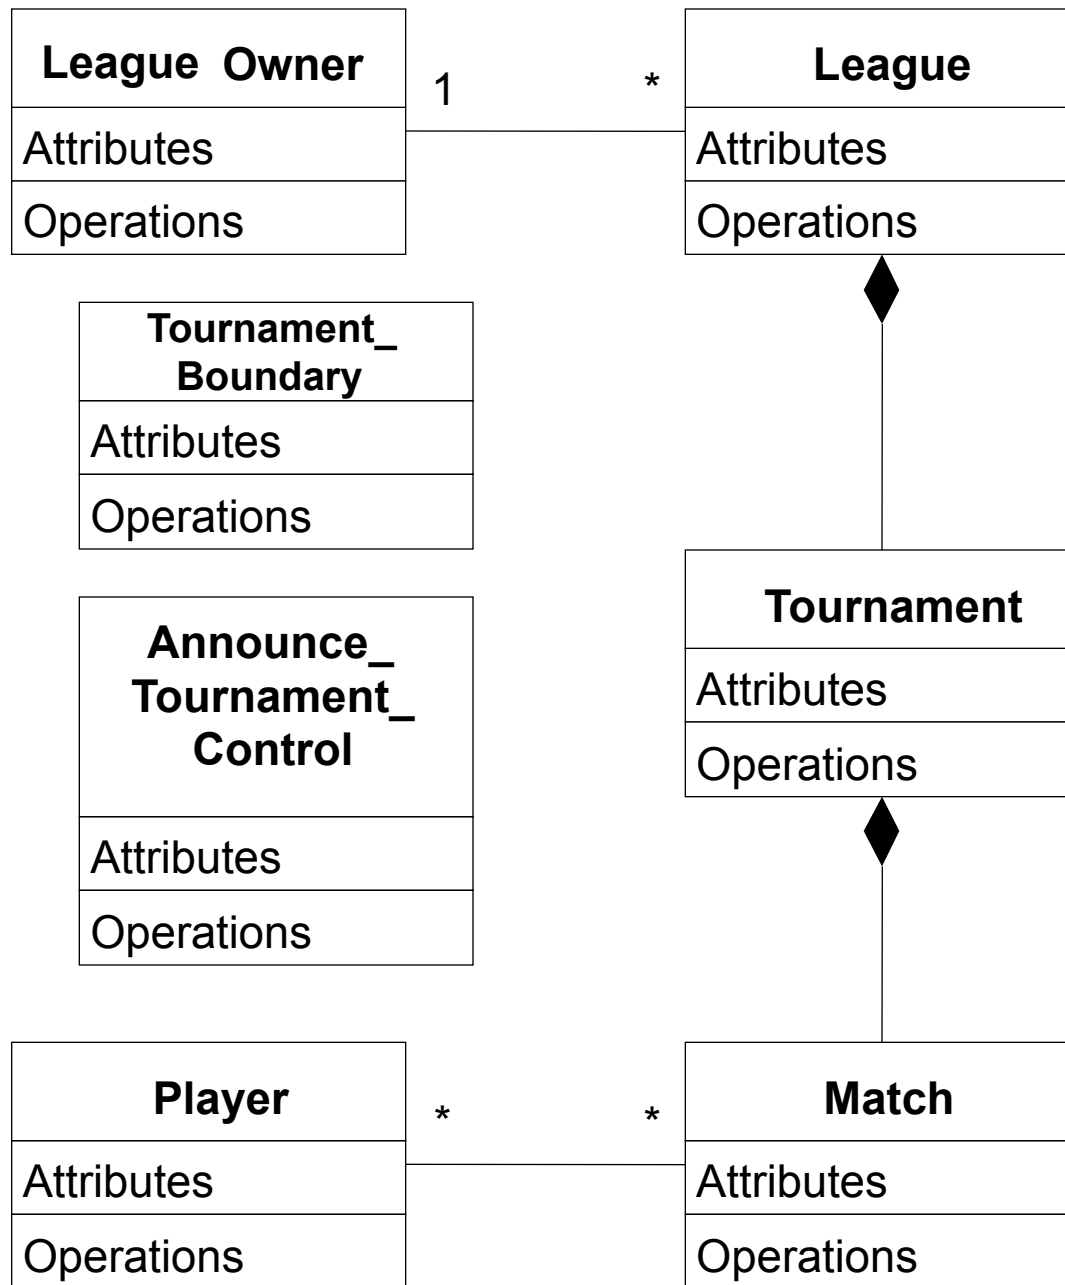 League Owner
Attributes
Operations
1
*
League
Attributes
Operations
Tournament_
Boundary
Attributes
Operations
Announce_
Tournament_
Control
Attributes
Operations
Tournament
Attributes
Operations
Player
Attributes
Operations
*
*
Match
Attributes
Operations